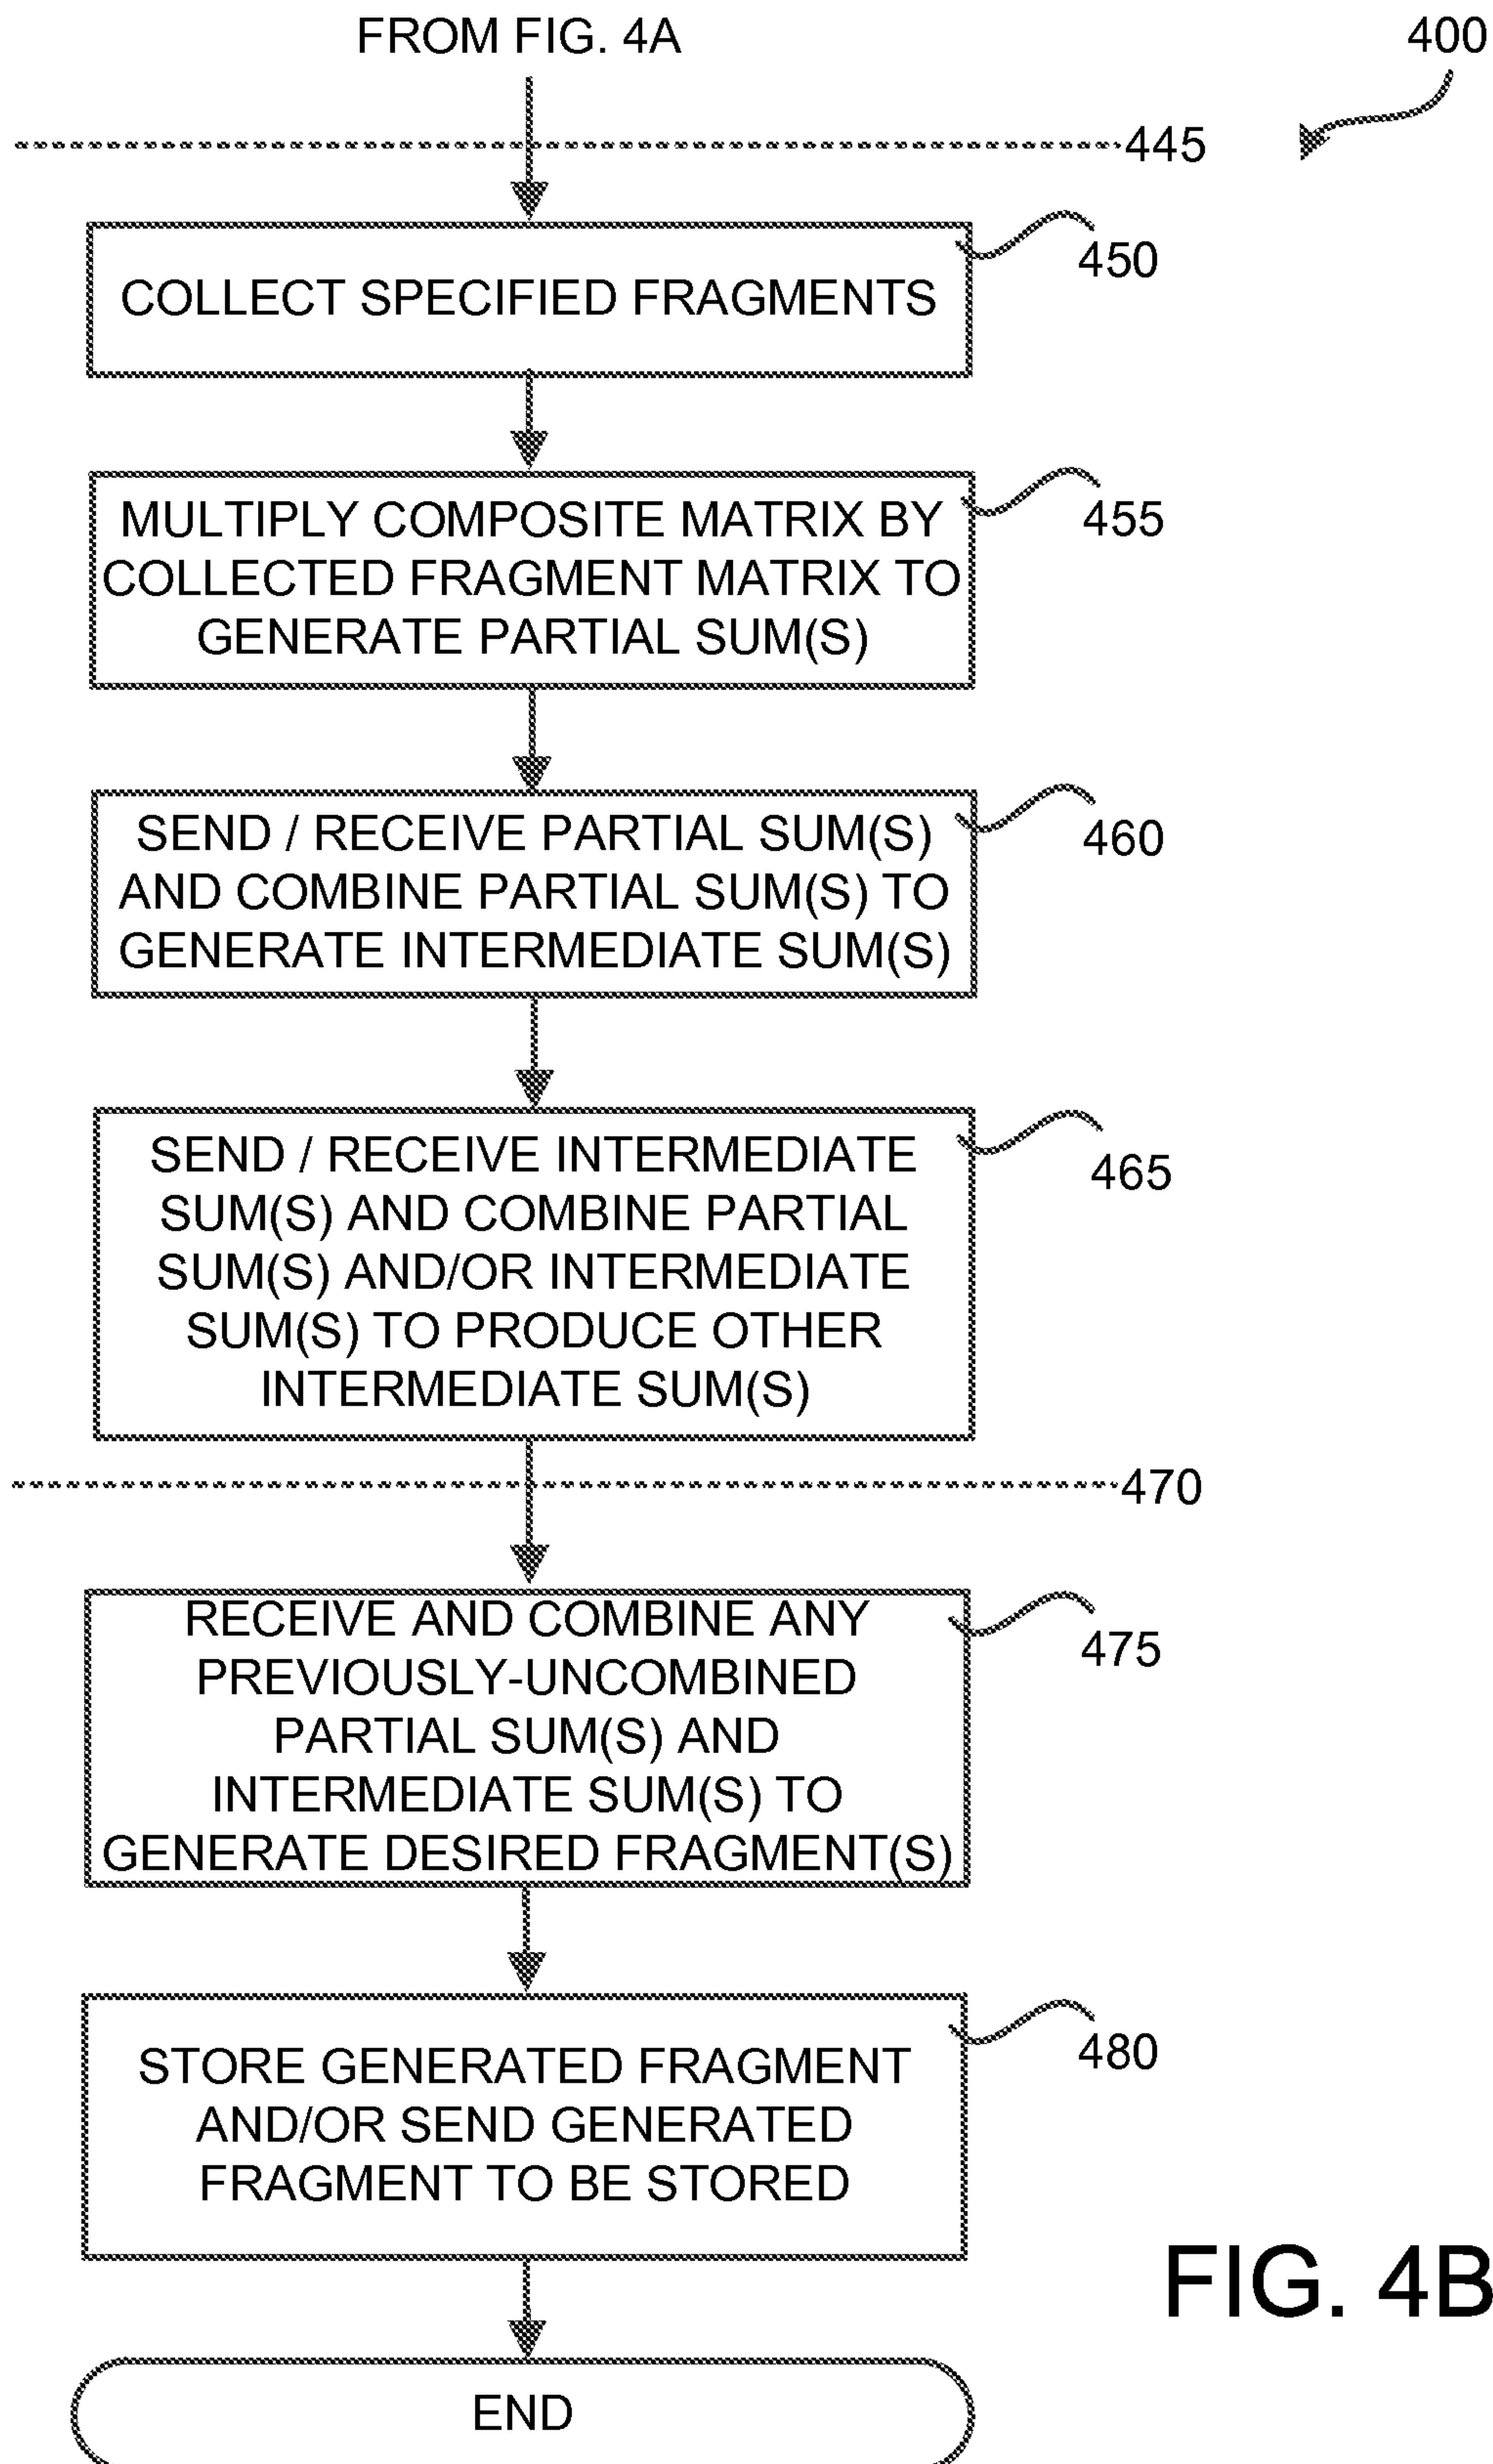 FROM FIG. 4A
400
445
COLLECT SPECIFIED FRAGMENTS
450
MULTIPLY COMPOSITE MATRIX BY
COLLECTED FRAGMENT MATRIX TO
GENERATE PARTIAL SUM(S)
455
SEND / RECEIVE PARTIAL SUM(S)
AND COMBINE PARTIAL SUM(S) TO
GENERATE INTERMEDIATE SUM(S)
460
SEND / RECEIVE INTERMEDIATE
SUM(S) AND COMBINE PARTIAL
SUM(S) AND/OR INTERMEDIATE
SUM(S) TO PRODUCE OTHER
INTERMEDIATE SUM(S)
465
470
RECEIVE AND COMBINE ANY
PREVIOUSLY-UNCOMBINED
PARTIAL SUM(S) AND
INTERMEDIATE SUM(S) TO
GENERATE DESIRED FRAGMENT(S)
475
STORE GENERATED FRAGMENT
AND/OR SEND GENERATED
FRAGMENT TO BE STORED
480
FIG. 4B
END